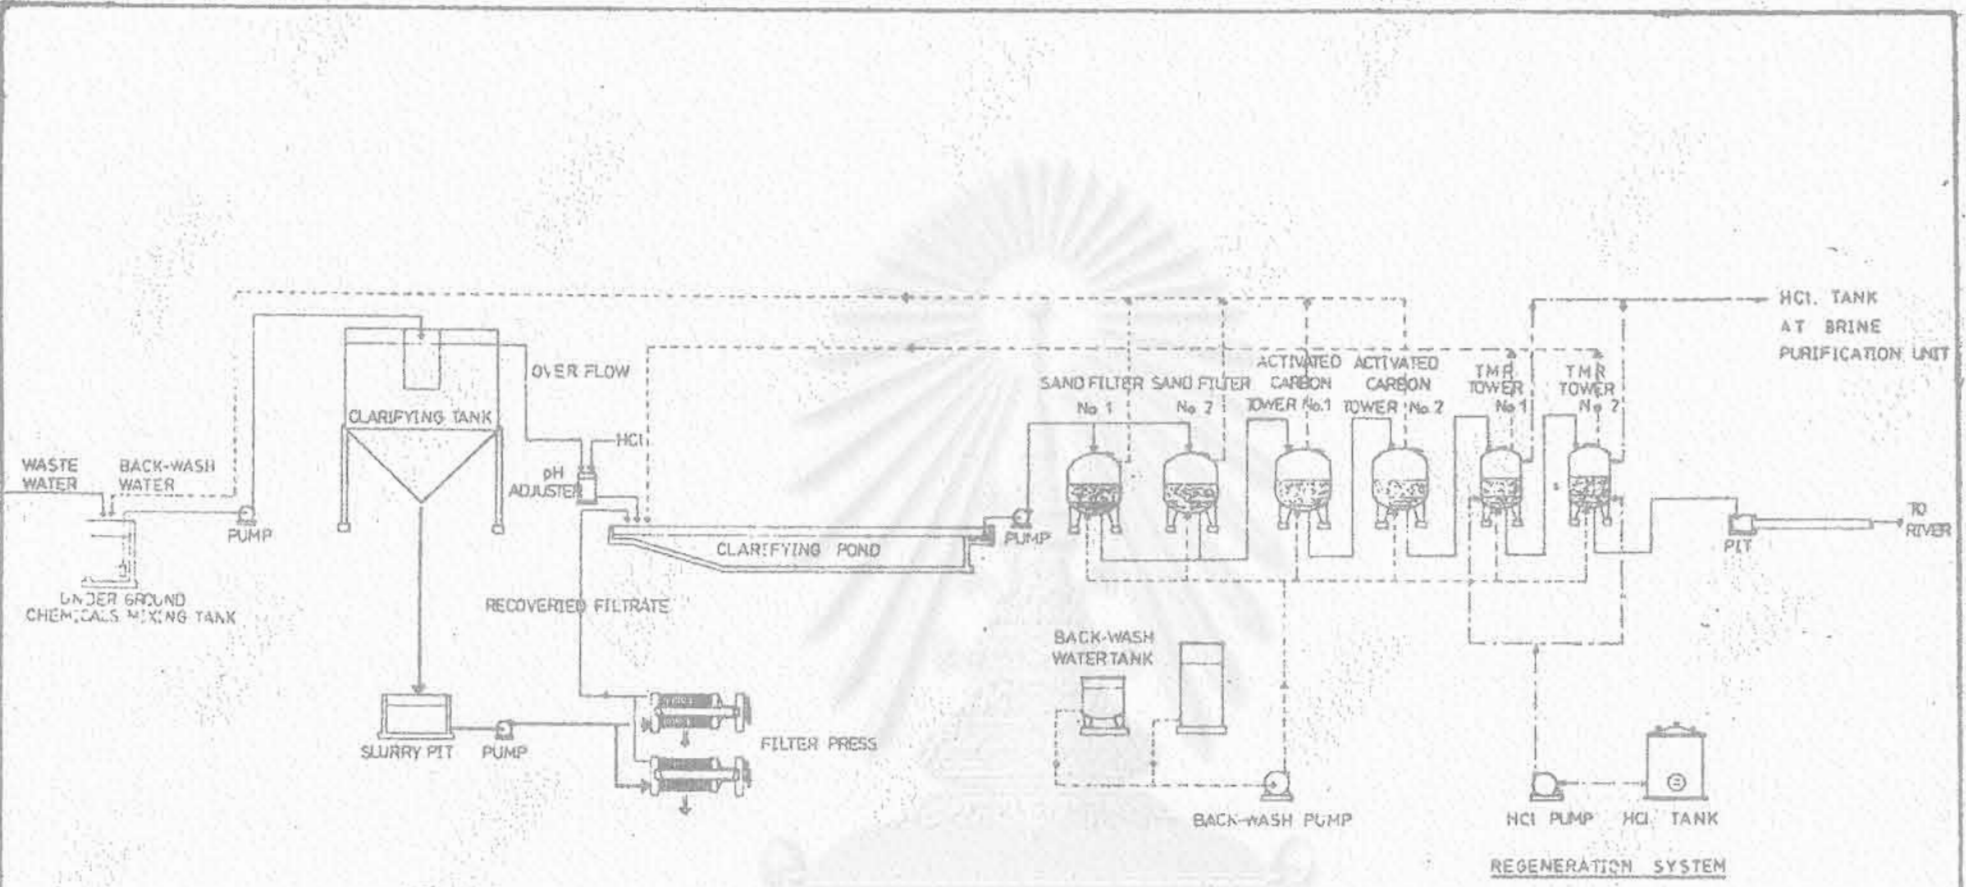 HCl. TANK
AT BRINE
PURIFICATION UNIT
OVER FLOW
CLARIFYING TANK
HCl
pH
ADJUSTER
WASTE
WATER
BACK-WASH
WATER
PUMP
UNDER GROUND
CHEMICALS MIXING TANK
SAND FILTER
No 1
SAND FILTER
No 2
ACTIVATED
CARBON
TOWER No.1
ACTIVATED
CARBON
TOWER No.2
TMR
TOWER
No 1
TMR
TOWER
No 2
CLARIFYING POND
PUMP
PIT
TO
RIVER
RECOVERTED FILTRATE
SLURRY PIT
PUMP
FILTER PRESS
BACK-WASH
WATER TANK
BACK-WASH PUMP
HCl PUMP
HCl. TANK
REGENERATION SYSTEM